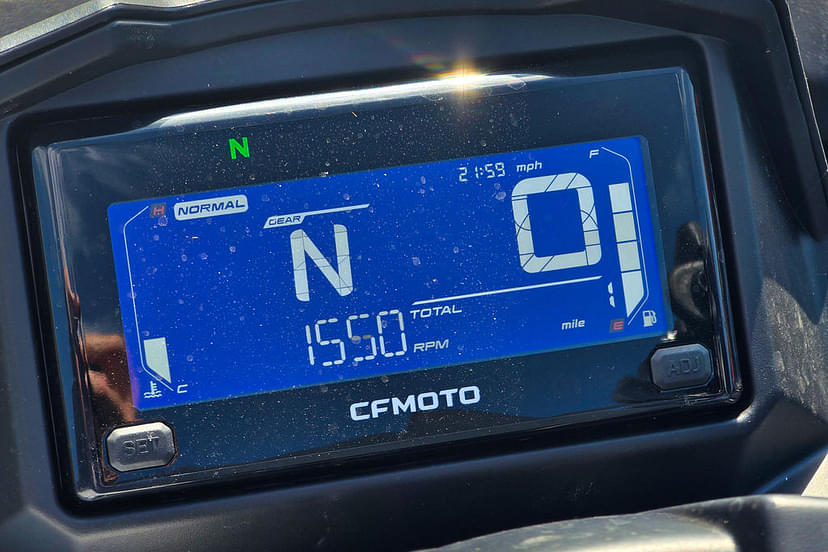 N
21:59 mph
F
H
NORMAL
GEAR
N
0
TOTAL
1550 RPM
mile
E
C
CFMOTO
SET
ADJ